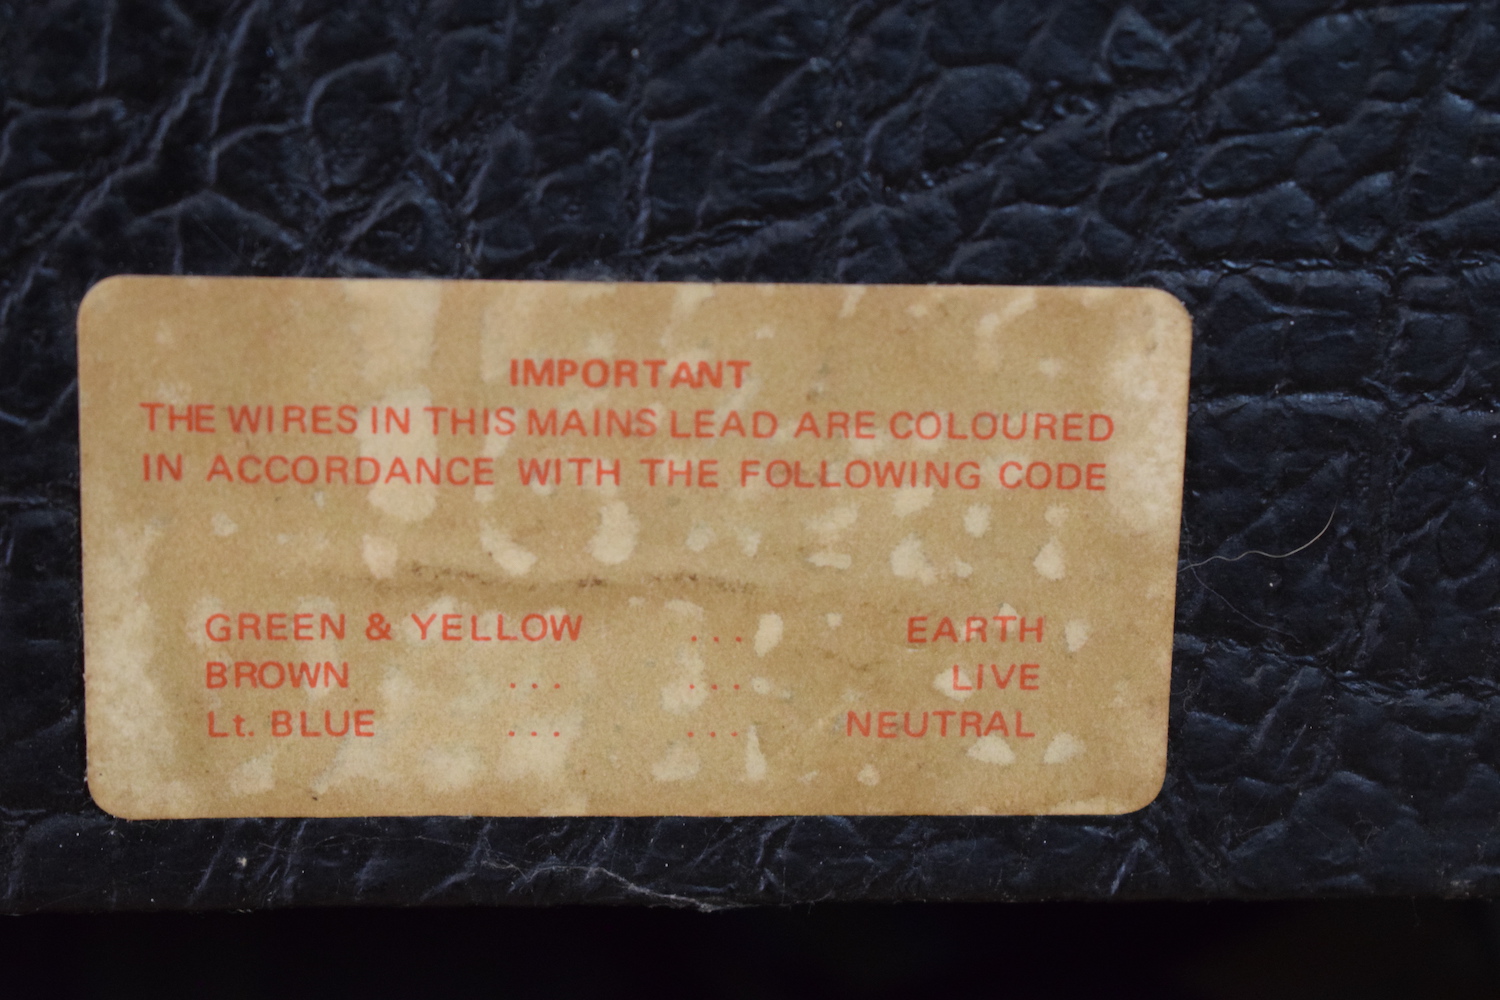 IMPORTANT
THE WIRES IN THIS MAINS LEAD ARE COLOURED
IN ACCORDANCE WITH THE FOLLOWING CODE
GREEN & YELLOW ... EARTH
BROWN ... ... LIVE
Lt. BLUE ... ... NEUTRAL